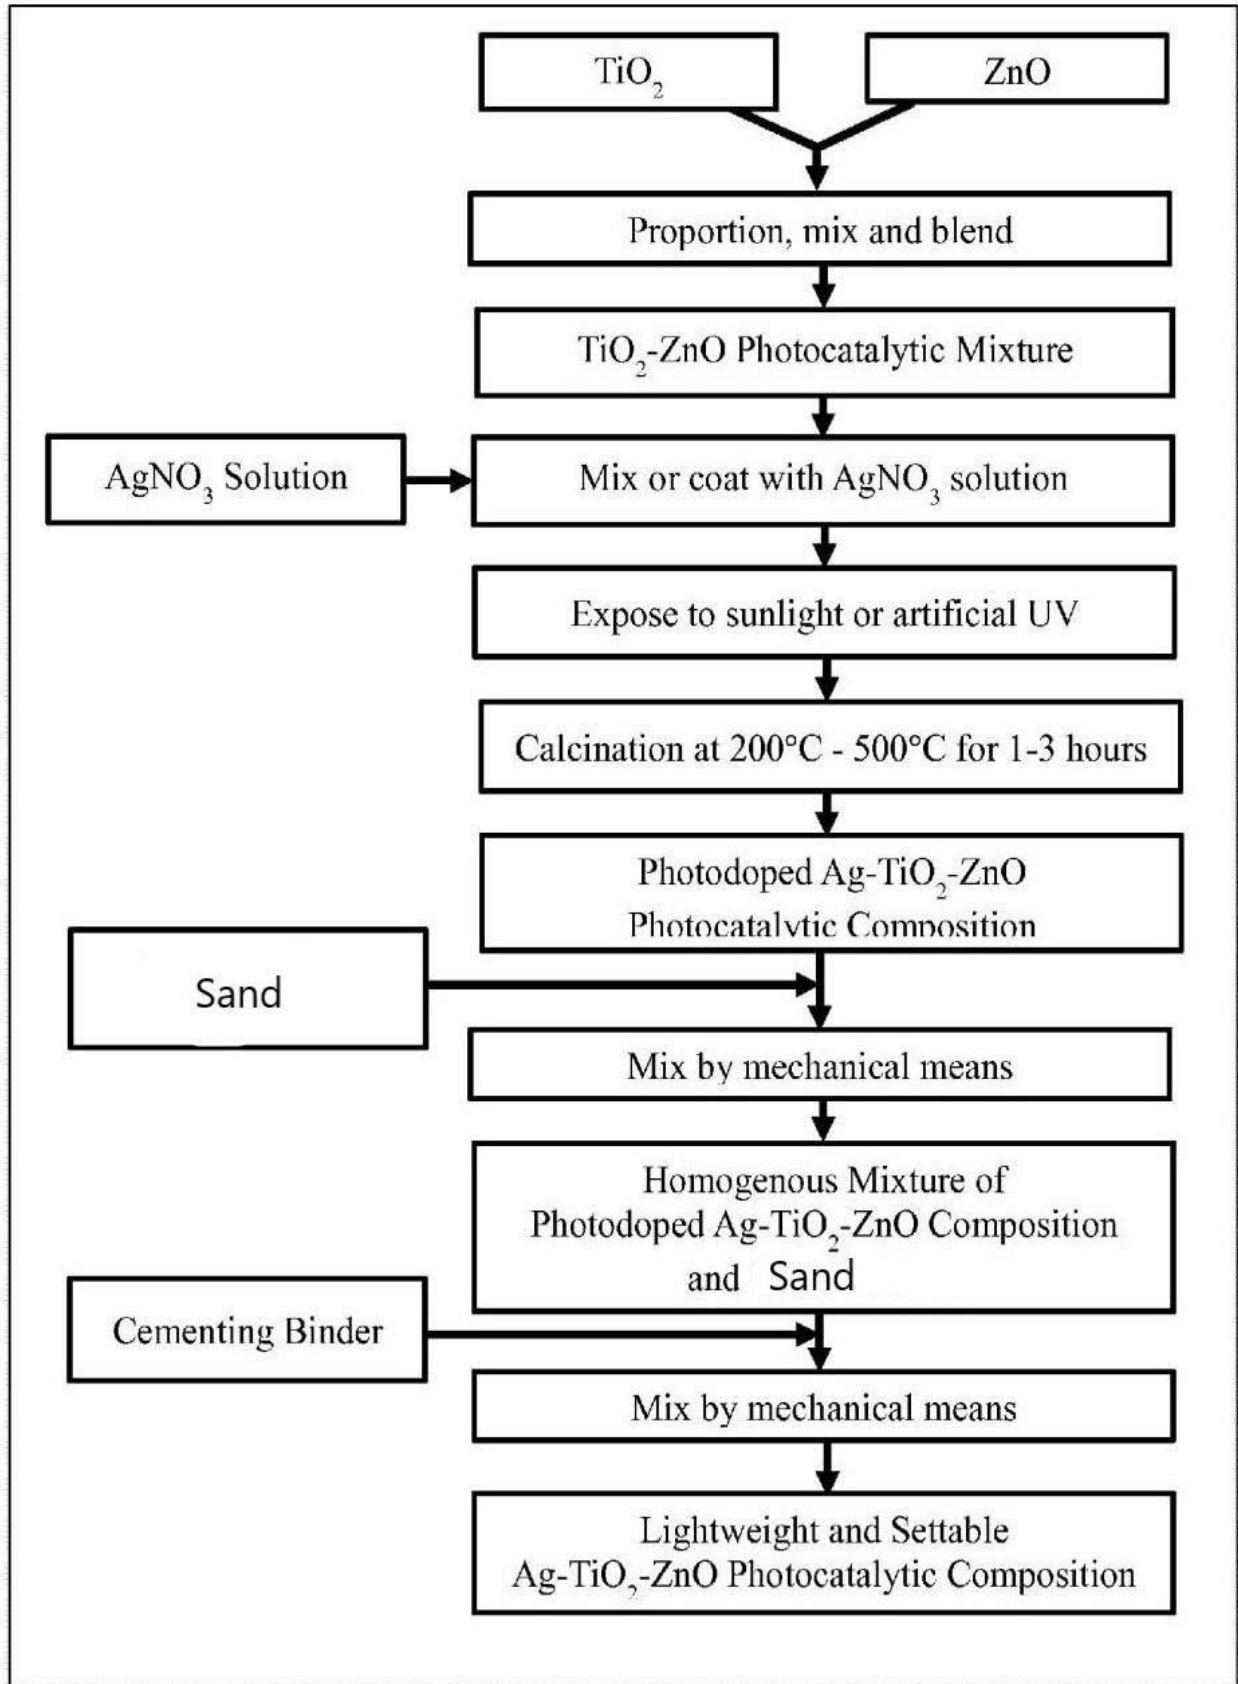 TiO₂
ZnO
Proportion, mix and blend
TiO₂-ZnO Photocatalytic Mixture
AgNO₃ Solution
Mix or coat with AgNO₃ solution
Expose to sunlight or artificial UV
Calcination at 200°C - 500°C for 1-3 hours
Photodoped Ag-TiO₂-ZnO
Photocatalytic Composition
Sand
Mix by mechanical means
Homogenous Mixture of
Photodoped Ag-TiO₂-ZnO Composition
and Sand
Cementing Binder
Mix by mechanical means
Lightweight and Settable
Ag-TiO₂-ZnO Photocatalytic Composition